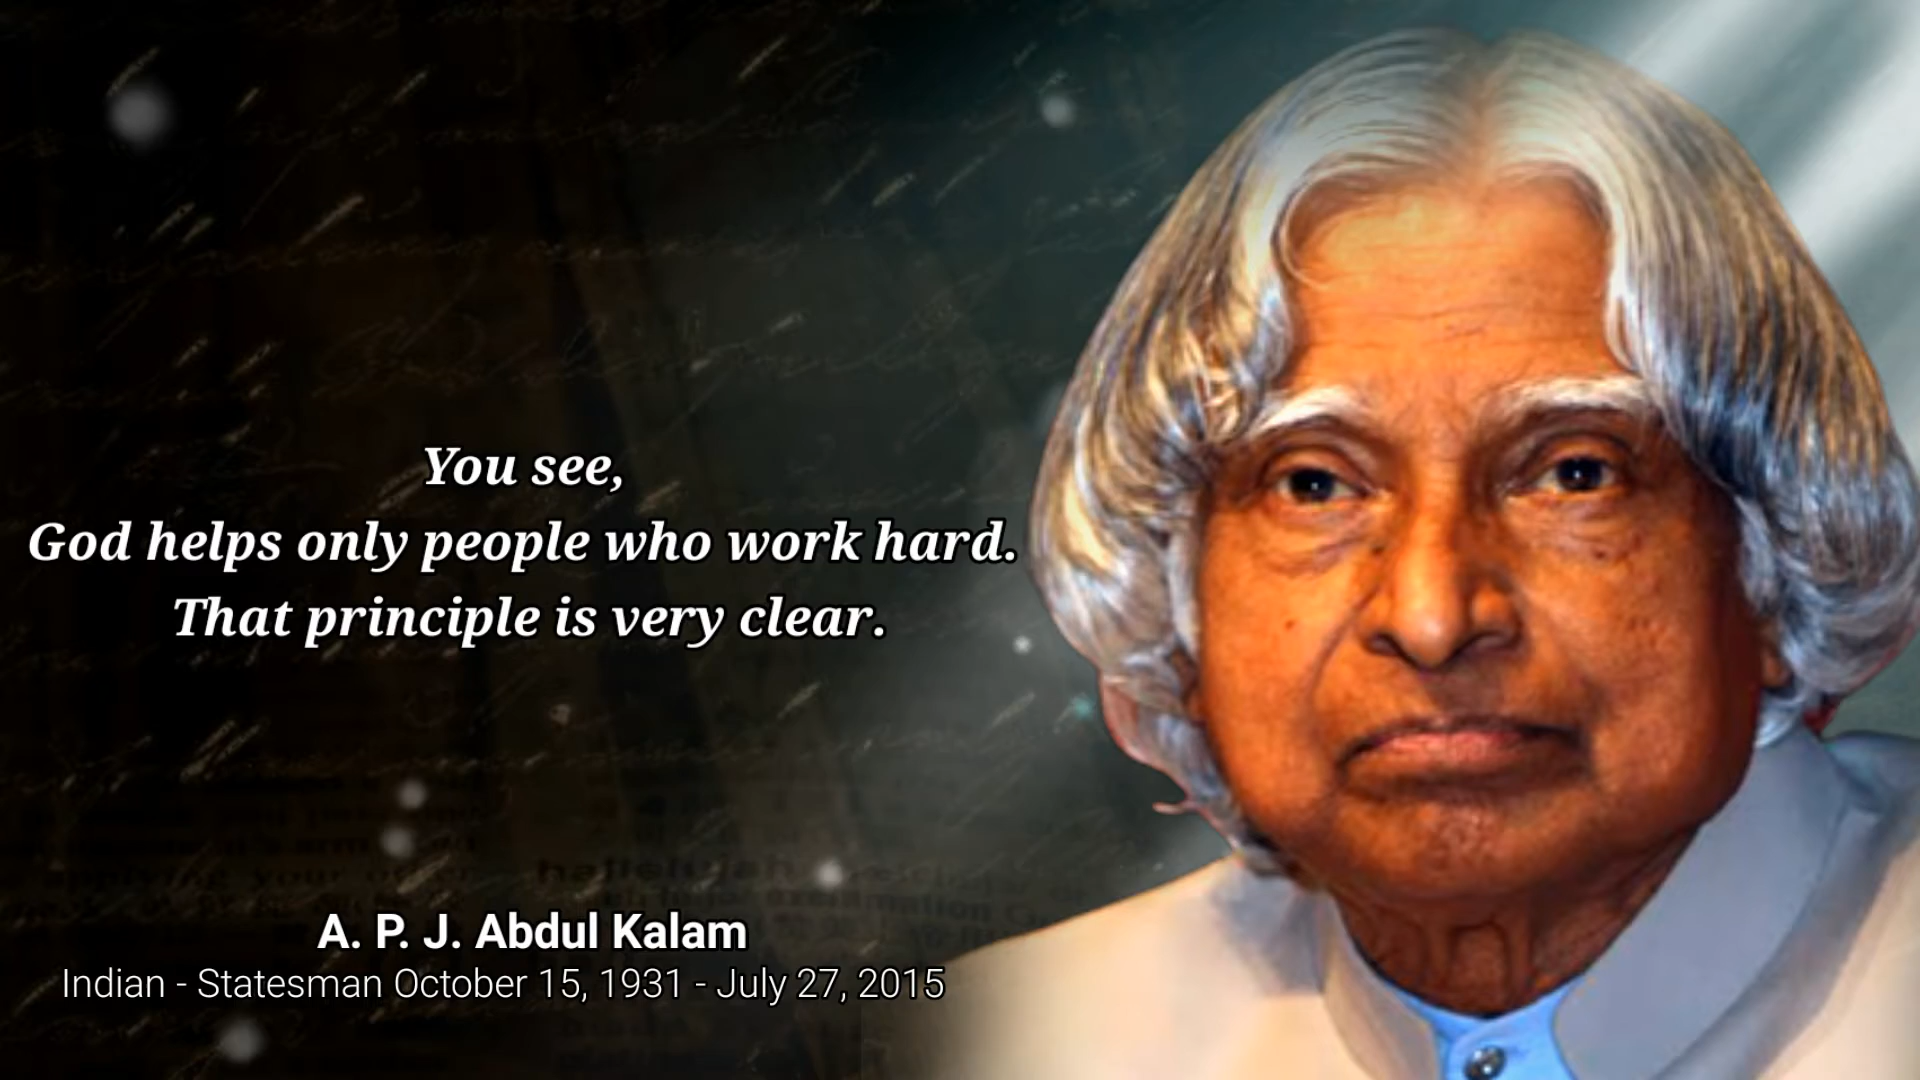 You see,
God helps only people who work hard.
That principle is very clear.
A. P. J. Abdul Kalam
Indian - Statesman October 15, 1931 - July 27, 2015